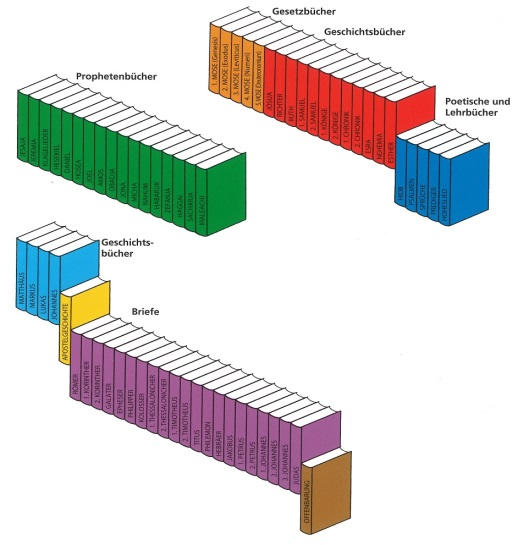 Gesetzbücher
Geschichtsbücher
1. MOSE (Genesis)
2. MOSE (Exodus)
3. MOSE (Leviticus)
4. MOSE (Numeri)
5. MOSE (Deuteronomium)
JOSUA
RICHTER
RUTH
1. SAMUEL
2. SAMUEL
1. KÖNIGE
2. KÖNIGE
1. CHRONIK
2. CHRONIK
ESRA
NEHEMIA
ESTHER
Poetische und
Lehrbücher
HIOB
PSALMEN
SPRÜCHE
PREDIGER
HOHESLIED
Prophetenbücher
JESAJA
JEREMIA
KLAGELIEDER
HESEKIEL
DANIEL
HOSEA
JOEL
AMOS
OBADJA
JONA
MICHA
NAHUM
HABAKUK
ZEFANJA
HAGGAI
SACHARJA
MALEACHI
Geschichts-
bücher
MATTHÄUS
MARKUS
LUKAS
JOHANNES
APOSTELGESCHICHTE
Briefe
RÖMER
1. KORINTHER
2. KORINTHER
GALATER
EPHESER
PHILIPPER
KOLOSSER
1. THESSALONICHER
2. THESSALONICHER
1. TIMOTHEUS
2. TIMOTHEUS
TITUS
PHILEMON
HEBRÄER
JAKOBUS
1. PETRUS
2. PETRUS
1. JOHANNES
2. JOHANNES
3. JOHANNES
JUDAS
OFFENBARUNG